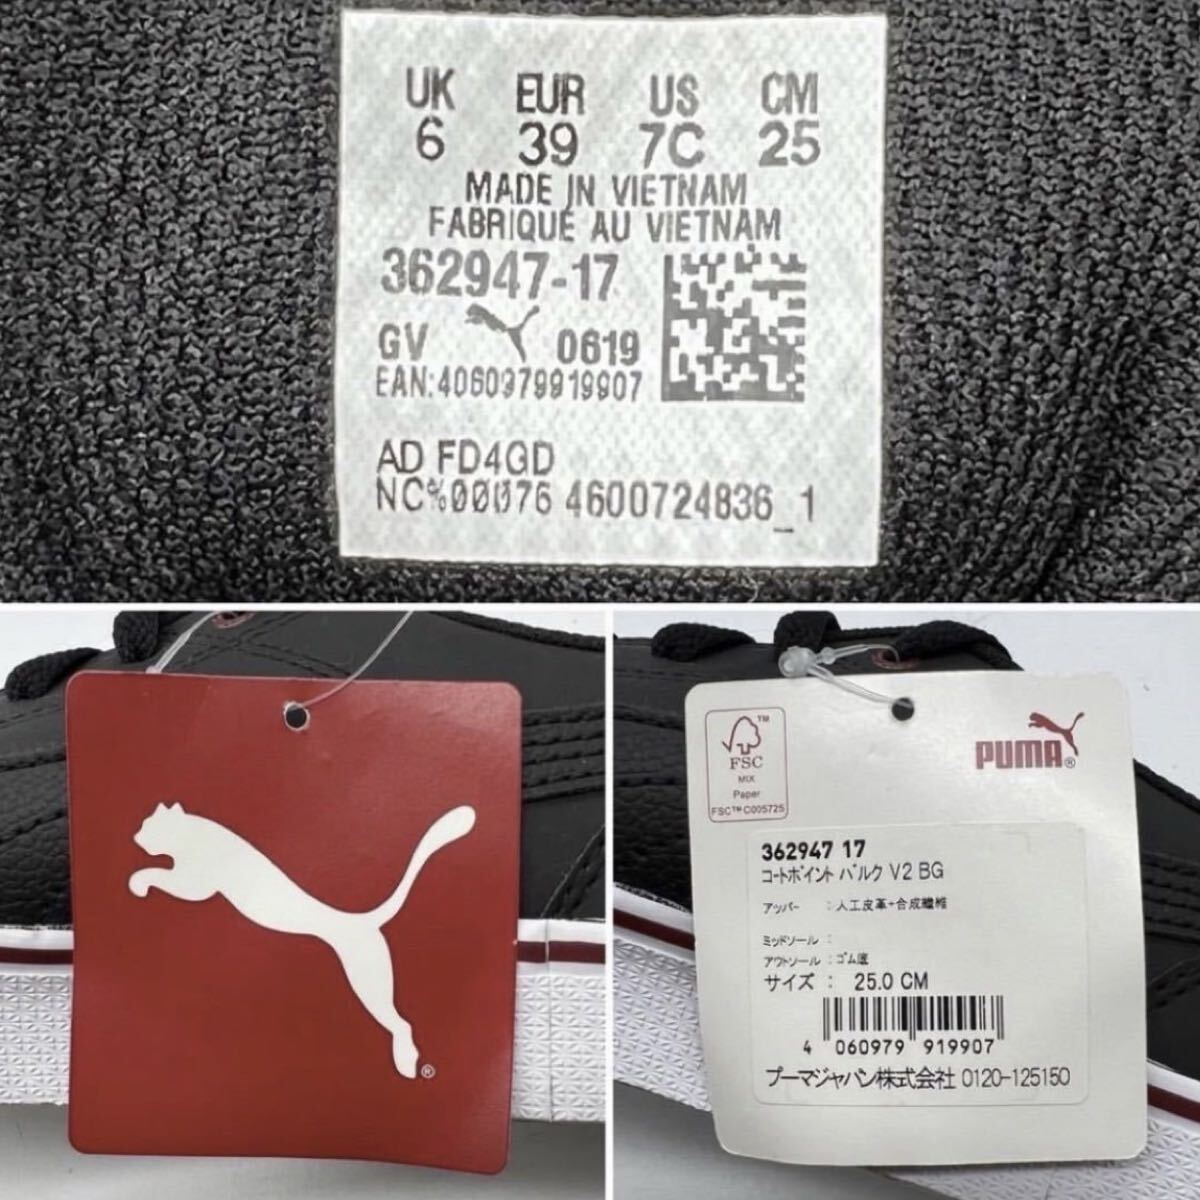 UK EUR US CM
6 39 7C 25
MADE IN VIETNAM
FABRIQUÉ AU VIETNAM
362947-17
GV 0619
EAN:4060979919907
AD FD4GD
NC%00076 4600724836_1
®
FSC™
MIX
Paper
FSC™ C005725
PUMA®
362947 17
コートポイント バルク V2 BG
アッパー : 人工皮革+合成繊維
ミッドソール :
アウトソール : ゴム底
サイズ : 25.0 CM
4 060979 919907
プーマジャパン株式会社 0120-125150